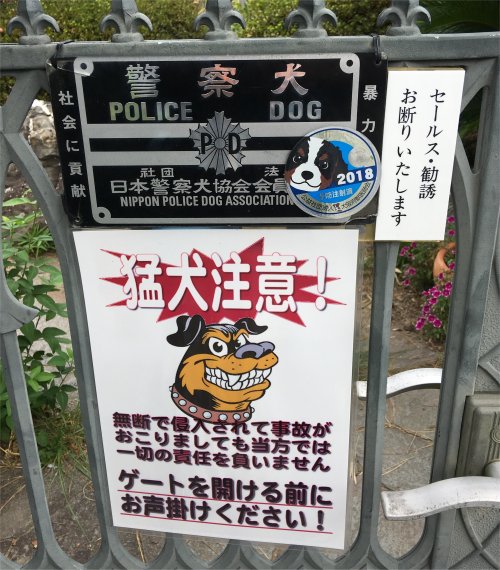 警察犬
POLICE DOG
社会に貢献
暴力
PD
社団 法
日本警察犬協会会員
NIPPON POLICE DOG ASSOCIATION
2018
セールス・勧誘
お断りいたします
猛犬注意!
無断で侵入されて事故が
おこりましても当方では
一切の責任を負いません
ゲートを開ける前に
お声掛けください!